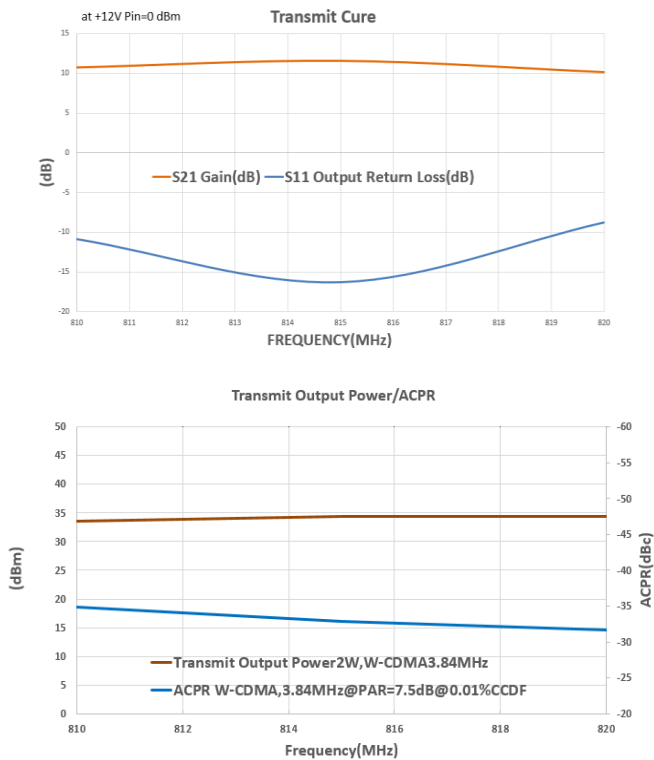 at +12V Pin=0 dBm
Transmit Cure
15
10
5
0
-5
-10
-15
-20
(dB)
S21 Gain(dB) S11 Output Return Loss(dB)
810 811 812 813 814 815 816 817 818 819 820
FREQUENCY(MHz)
Transmit Output Power/ACPR
50
45
40
35
30
25
20
15
10
5
0
(dBm)
-60
-55
-50
-45
-40
-35
-30
-25
-20
ACPR(dBc)
Transmit Output Power2W,W-CDMA3.84MHz
ACPR W-CDMA,3.84MHz@PAR=7.5dB@0.01%CCDF
810 812 814 816 818 820
Frequency(MHz)